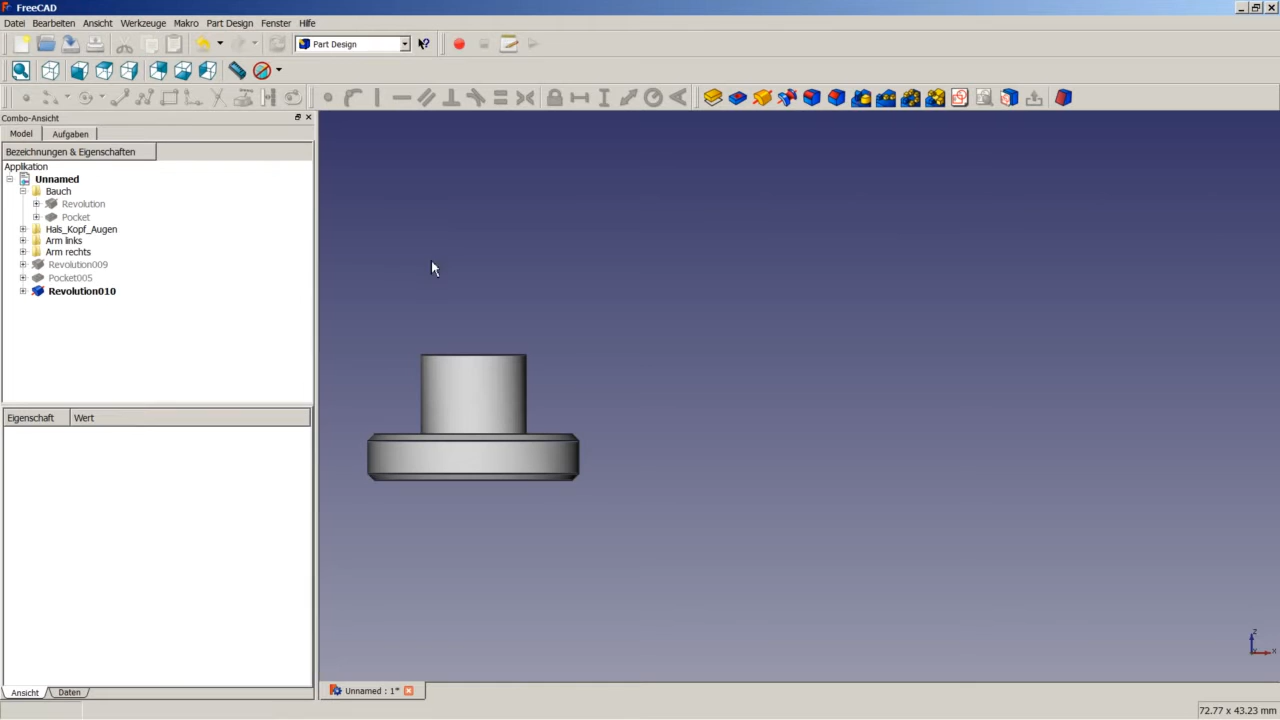 FreeCAD
Datei Bearbeiten Ansicht Werkzeuge Makro Part Design Fenster Hilfe
Part Design
Combo-Ansicht
Model Aufgaben
Bezeichnungen & Eigenschaften
Applikation
Unnamed
Bauch
Revolution
Pocket
Hals_Kopf_Augen
Arm links
Arm rechts
Revolution009
Pocket005
Revolution010
Eigenschaft Wert
Ansicht Daten
Unnamed : 1*
z
x
72.77 x 43.23 mm